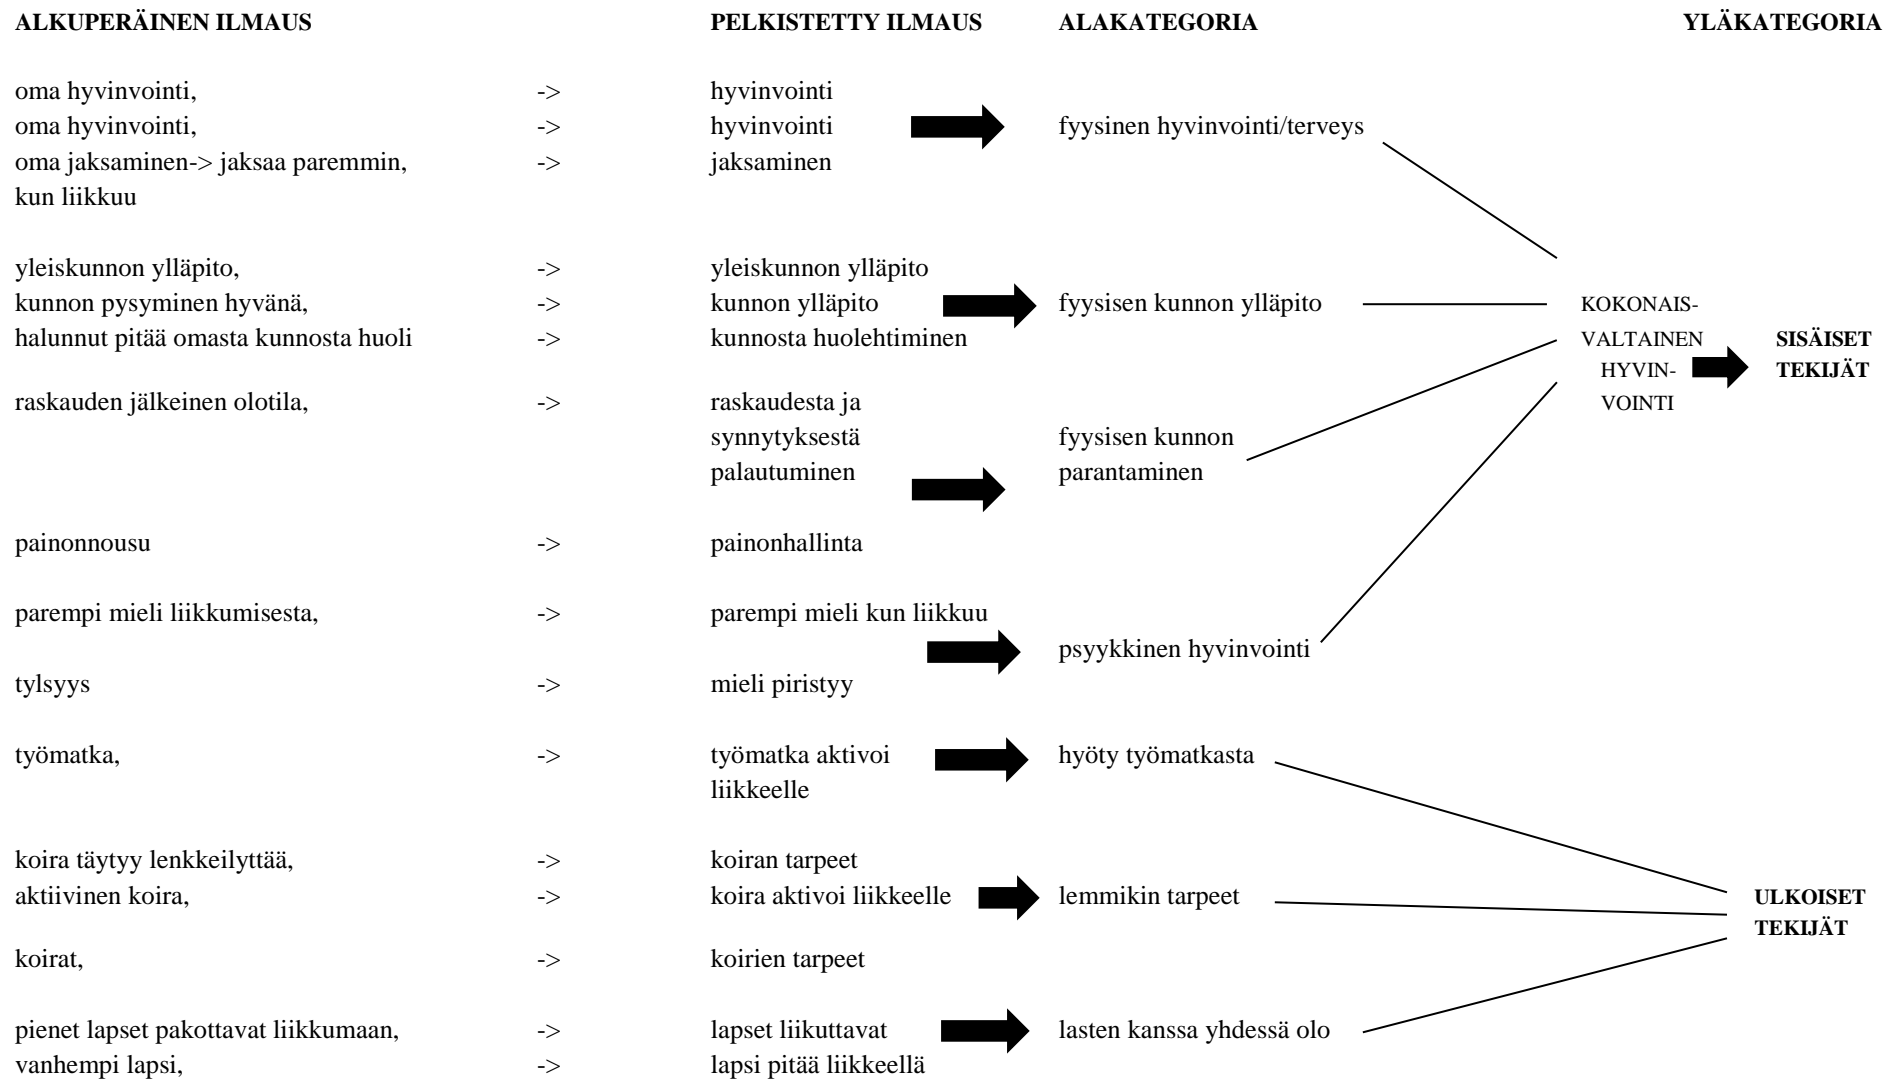 ALKUPERÄINEN ILMAUS PELKISTETTY ILMAUS ALAKATEGORIA YLÄKATEGORIA
oma hyvinvointi, -> hyvinvointi
oma hyvinvointi, -> hyvinvointi fyysinen hyvinvointi/terveys
oma jaksaminen-> jaksaa paremmin, -> jaksaminen
kun liikkuu
yleiskunnon ylläpito, -> yleiskunnon ylläpito
kunnon pysyminen hyvänä, -> kunnon ylläpito fyysisen kunnon ylläpito KOKONAIS-
halunnut pitää omasta kunnosta huoli -> kunnosta huolehtiminen VALTAINEN SISÄISET
HYVIN- TEKIJÄT
raskauden jälkeinen olotila, -> raskaudesta ja VOINTI
synnytyksestä fyysisen kunnon
palautuminen parantaminen
painonnousu -> painonhallinta
parempi mieli liikkumisesta, -> parempi mieli kun liikkuu
psyykkinen hyvinvointi
tylsyys -> mieli piristyy
työmatka, -> työmatka aktivoi hyöty työmatkasta
liikkeelle
koira täytyy lenkkeilyttää, -> koiran tarpeet
aktiivinen koira, -> koira aktivoi liikkeelle lemmikin tarpeet ULKOISET
TEKIJÄT
koirat, -> koirien tarpeet
pienet lapset pakottavat liikkumaan, -> lapset liikuttavat lasten kanssa yhdessä olo
vanhempi lapsi, -> lapsi pitää liikkeellä